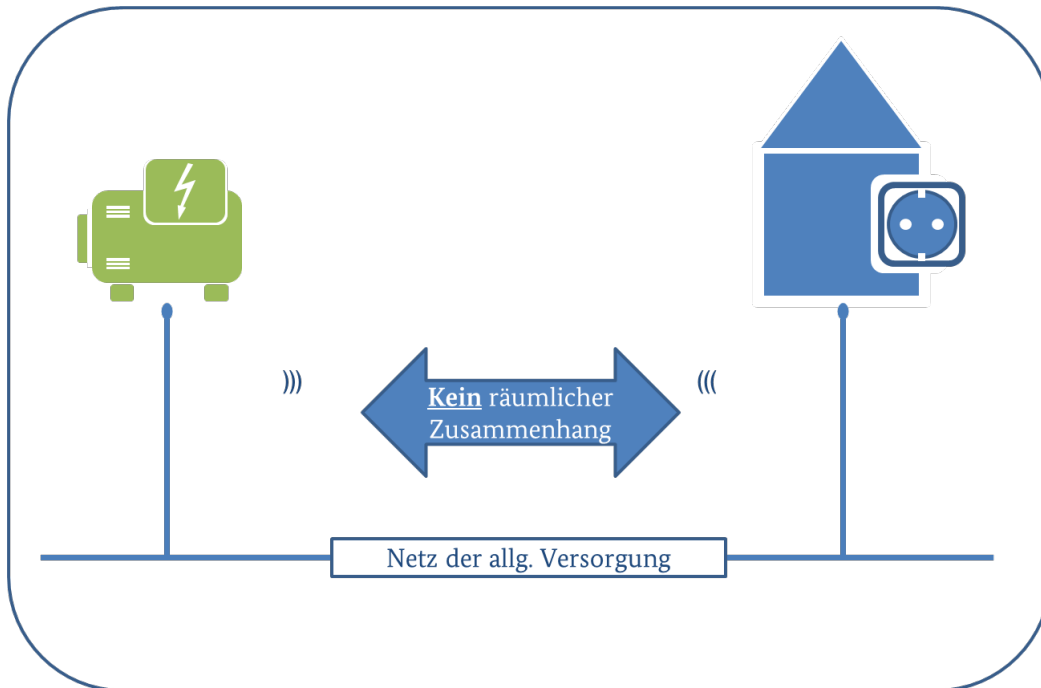 ))) (((
Kein räumlicher
Zusammenhang
Netz der allg. Versorgung